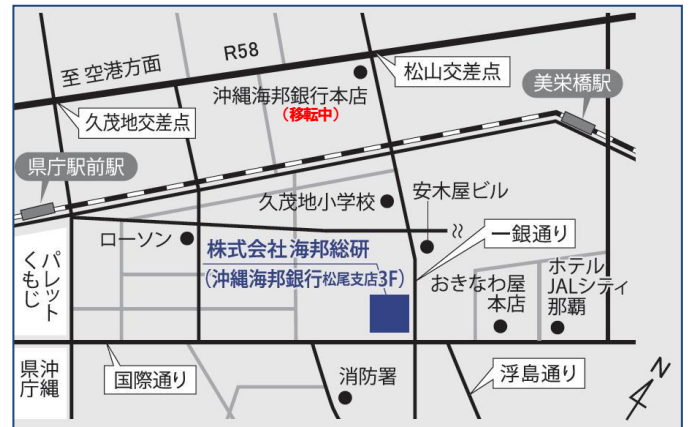 至 空港方面
R58
松山交差点
美栄橋駅
沖縄海邦銀行本店
（移転中）
久茂地交差点
県庁駅前駅
久茂地小学校
安木屋ビル
ローソン
一銀通り
パレット
くもじ
株式会社 海邦総研
（沖縄海邦銀行松尾支店3F）
おきなわ屋
本店
ホテル
JALシティ
那覇
沖縄
県庁
国際通り
消防署
浮島通り
N